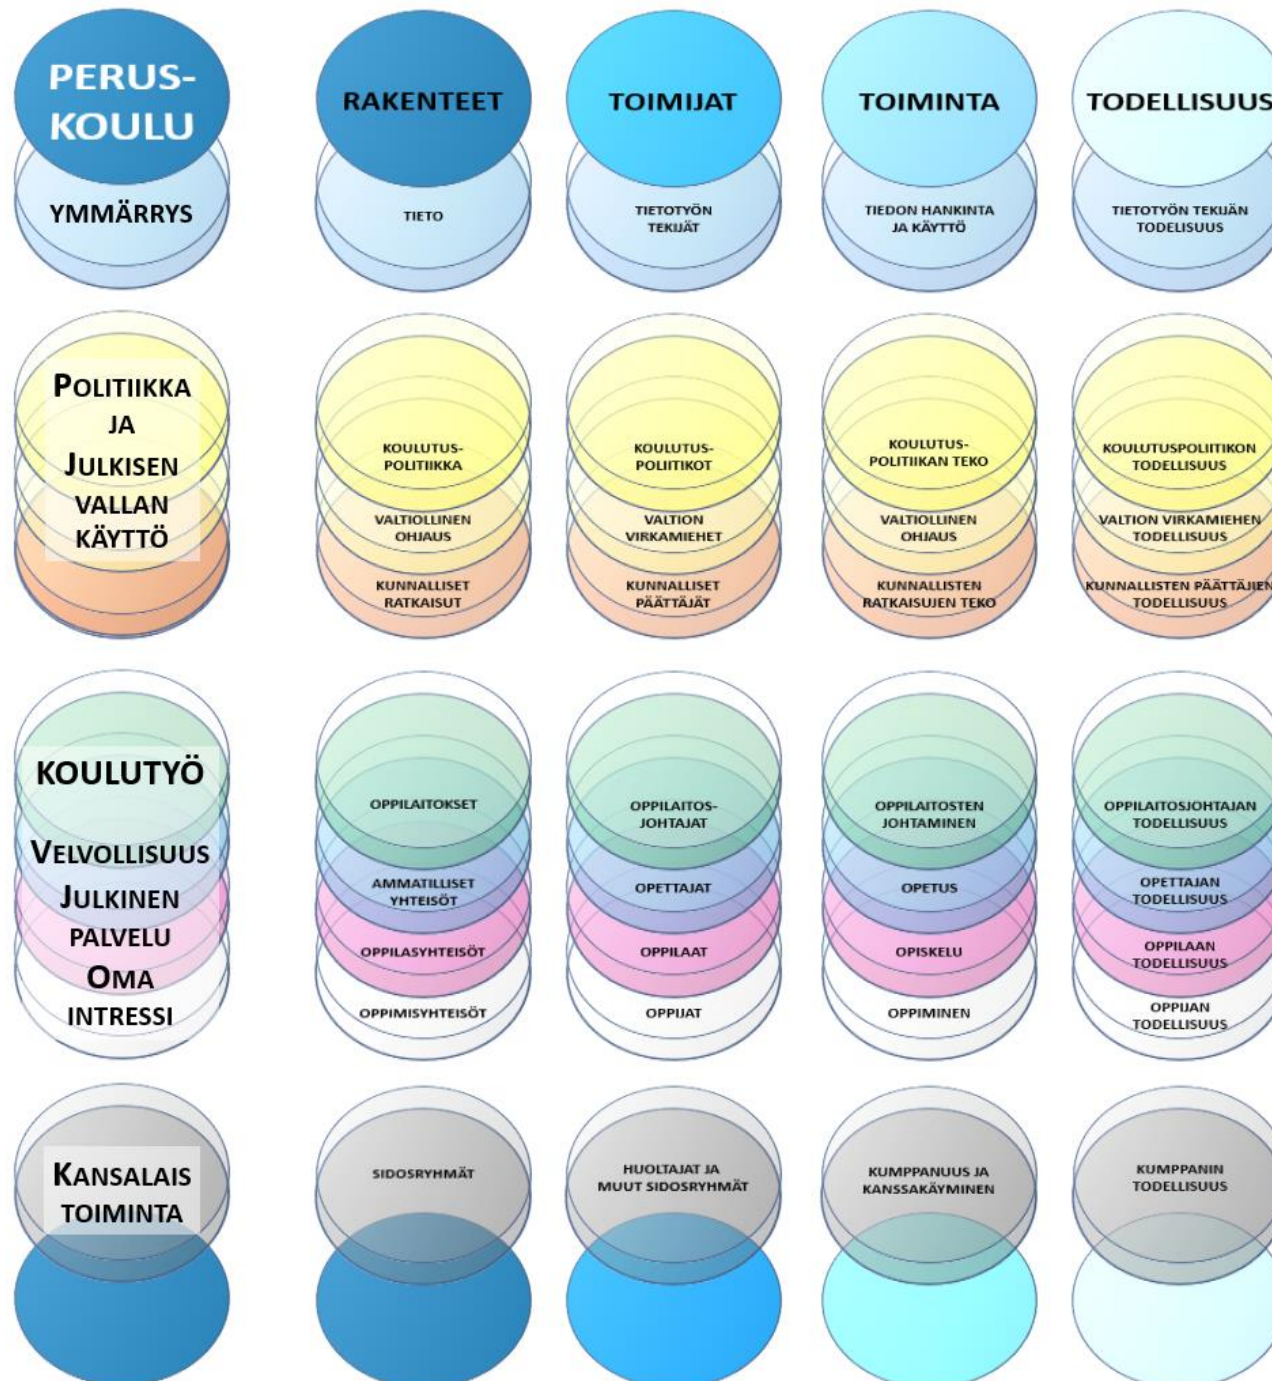 PERUS-
KOULU
RAKENTEET
TOIMIJAT
TOIMINTA
TODELLISUUS
YMMÄRRYS
TIETO
TIETOTYÖN
TEKIJÄT
TIEDON HANKINTA
JA KÄYTTÖ
TIETOTYÖN TEKIJÄN
TODELISUUS
POLITIIKKA
JA
JULKISEN
VALLAN
KÄYTTÖ
KOULUTUS-
POLITIIKKA
KOULUTUS-
POLIITIKOT
KOULUTUS-
POLITIIKAN TEKO
KOULUTUSPOLIITIKON
TODELLISUUS
VALTIOLLINEN
OHJAUS
VALTION
VIRKAMIEHET
VALTIOLLINEN
OHJAUS
VALTION VIRKAMIEHEN
TODELLISUUS
KUNNALLISET
RATKAISUT
KUNNALLISET
PÄÄTTÄJÄT
KUNNALLISTEN
RATKAISUJEN TEKO
KUNNALLISTEN PÄÄTTÄJIEN
TODELLISUUS
KOULUTYÖ
VELVOLLISUUS
JULKINEN
PALVELU
OMA
INTRESSI
OPPILAITOKSET
OPPILAITOS-
JOHTAJAT
OPPILAITOSTEN
JOHTAMINEN
OPPILAITOSJOHTAJAN
TODELLISUUS
AMMATILLISET
YHTEISÖT
OPETTAJAT
OPETUS
OPETTAJAN
TODELLISUUS
OPPILASYHTEISÖT
OPPILAAT
OPISKELU
OPPILAAN
TODELLISUUS
OPPIMISYHTEISÖT
OPPIJAT
OPPIMINEN
OPPIJAN
TODELLISUUS
KANSALAIS
TOIMINTA
SIDOSRYHMÄT
HUOLTAJAT JA
MUUT SIDOSRYHMÄT
KUMPPANUUS JA
KANSSAKÄYMINEN
KUMPPANIN
TODELLISUUS